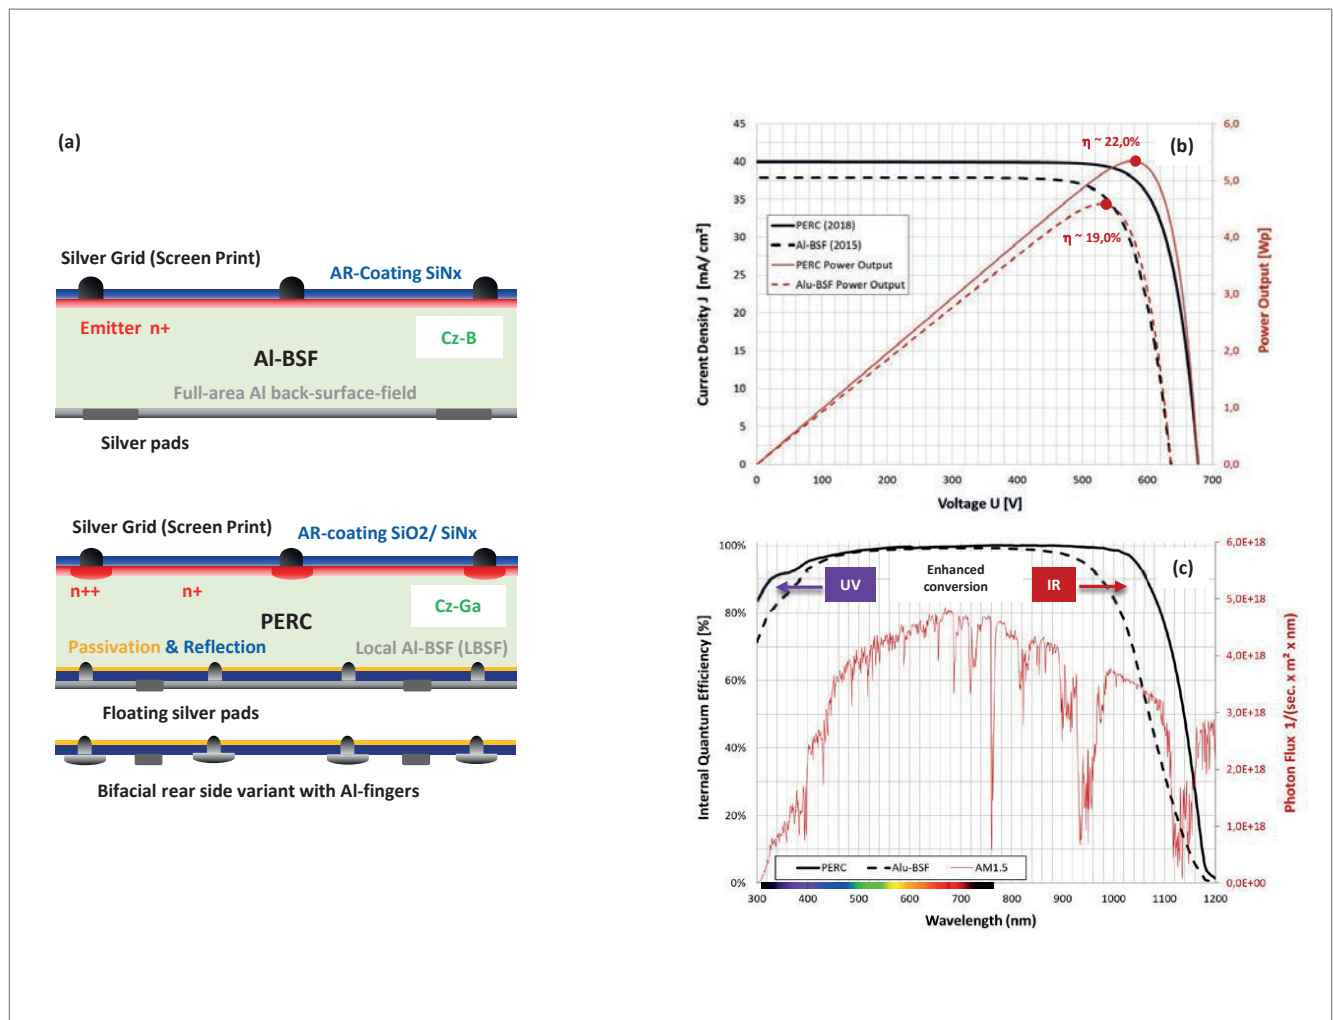 (a)
Silver Grid (Screen Print)
AR-Coating SiNx
Emitter n+
Cz-B
Al-BSF
Full-area Al back-surface-field
Silver pads
Silver Grid (Screen Print)
AR-coating SiO2/ SiNx
n++
n+
Cz-Ga
PERC
Passivation & Reflection
Local Al-BSF (LBSF)
Floating silver pads
Bifacial rear side variant with Al-fingers
(b)
η ~ 22,0%
η ~ 19,0%
PERC (2018)
Al-BSF (2015)
PERC Power Output
Alu-BSF Power Output
Current Density J [mA/ cm²]
45
40
35
30
25
20
15
10
5
0
Power Output [Wp]
6,0
5,0
4,0
3,0
2,0
1,0
0,0
0 100 200 300 400 500 600 700
Voltage U [V]
(c)
UV
Enhanced
conversion
IR
Internal Quantum Efficiency [%]
100%
80%
60%
40%
20%
0%
Photon Flux 1/(sec. x m² x nm)
6,0E+18
5,0E+18
4,0E+18
3,0E+18
2,0E+18
1,0E+18
0,0E+00
PERC Alu-BSF AM1.5
300 400 500 600 700 800 900 1000 1100 1200
Wavelength (nm)